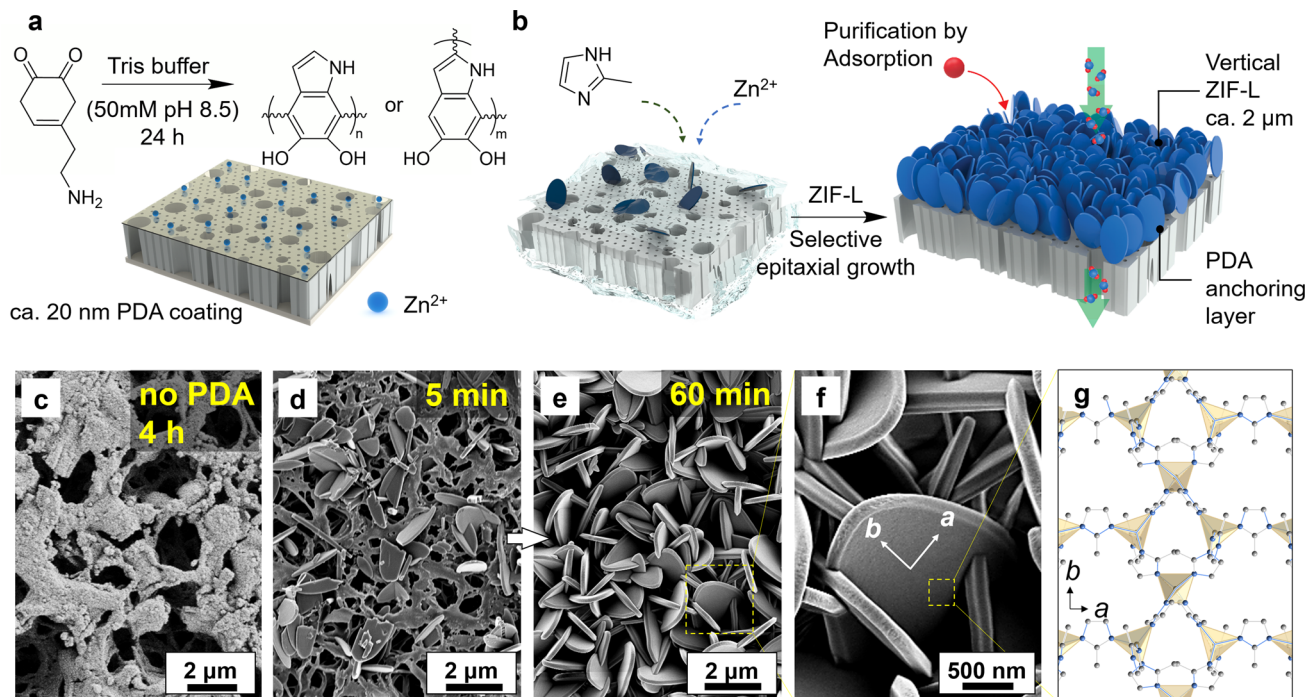 a
O
O
NH₂
Tris buffer
(50mM pH 8.5)
24 h
NH
n
HO
OH
or
NH
m
HO
OH
ca. 20 nm PDA coating
Zn²⁺
b
NH
N
Zn²⁺
ZIF-L
Selective
epitaxial growth
Purification by
Adsorption
Vertical
ZIF-L
ca. 2 µm
PDA
anchoring
layer
c
no PDA
4 h
2 µm
d
5 min
2 µm
e
60 min
2 µm
f
b
a
500 nm
g
b
a